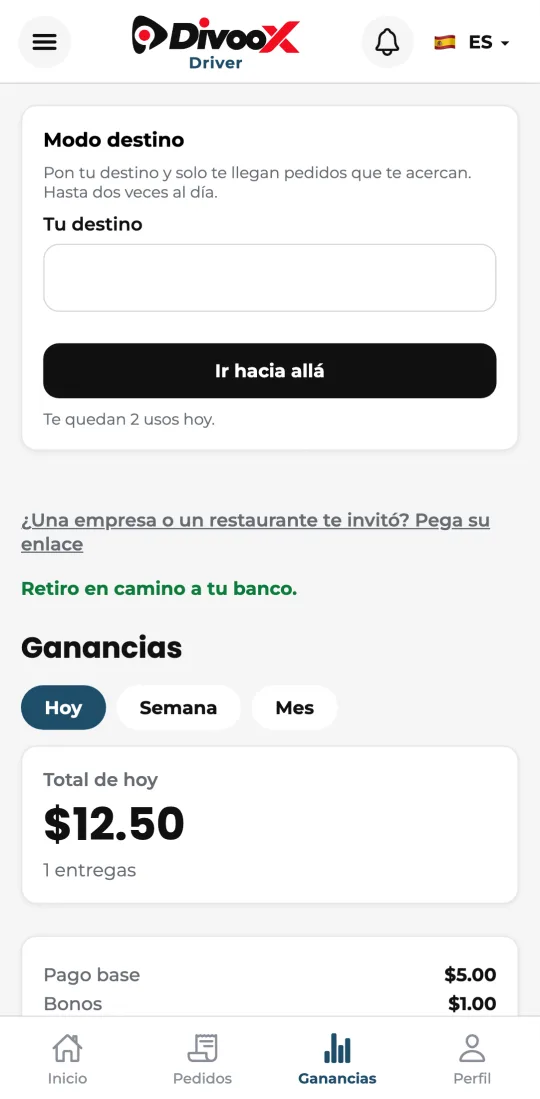 DivooX
Driver
ES
Modo destino
Pon tu destino y solo te llegan pedidos que te acercan.
Hasta dos veces al día.
Tu destino
Ir hacia allá
Te quedan 2 usos hoy.
¿Una empresa o un restaurante te invitó? Pega su
enlace
Retiro en camino a tu banco.
Ganancias
Hoy
Semana
Mes
Total de hoy
$12.50
1 entregas
Pago base $5.00
Bonos $1.00
Inicio
Pedidos
Ganancias
Perfil